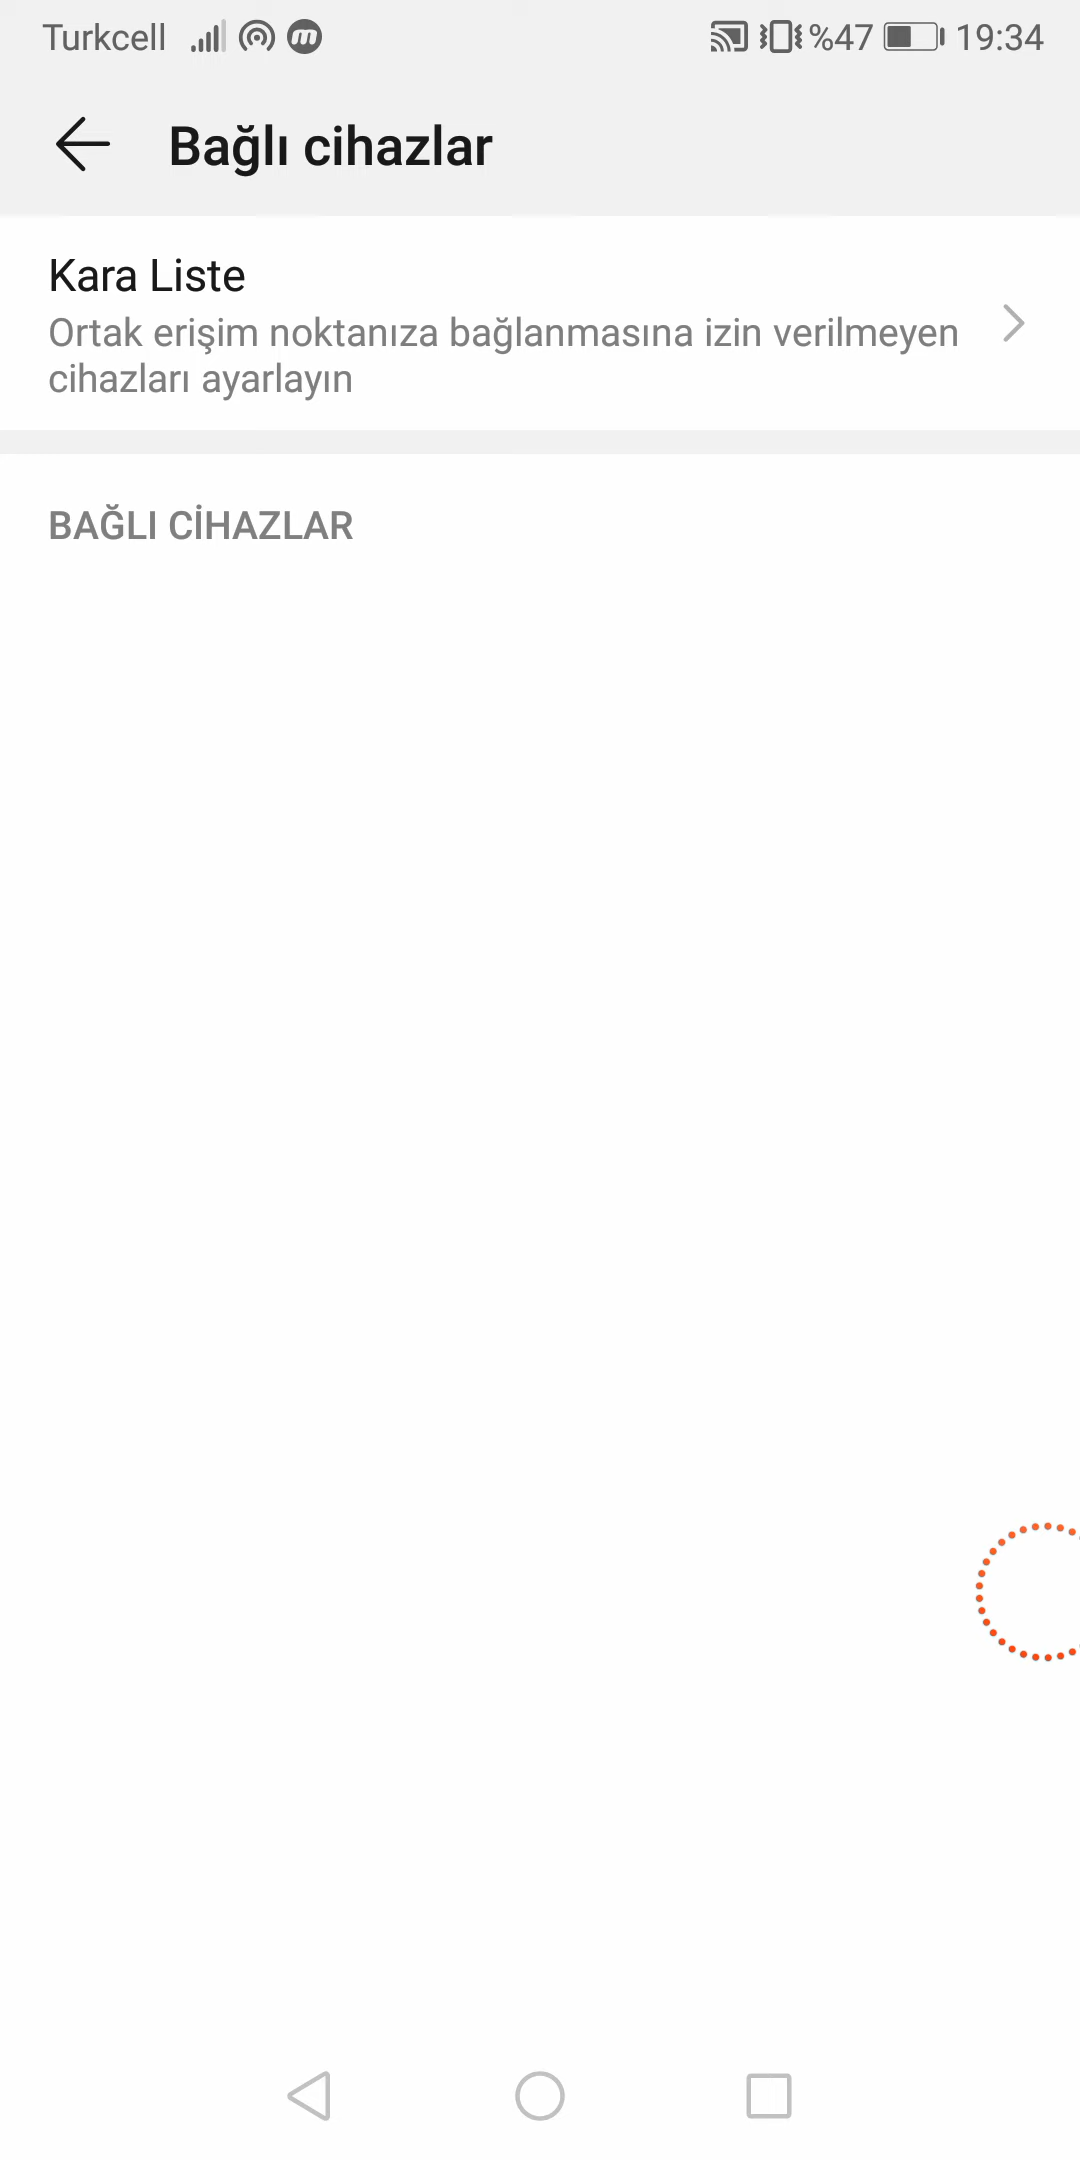 Turkcell %47 19:34
Bağlı cihazlar
Kara Liste
Ortak erişim noktanıza bağlanmasına izin verilmeyen
cihazları ayarlayın
BAĞLI CİHAZLAR